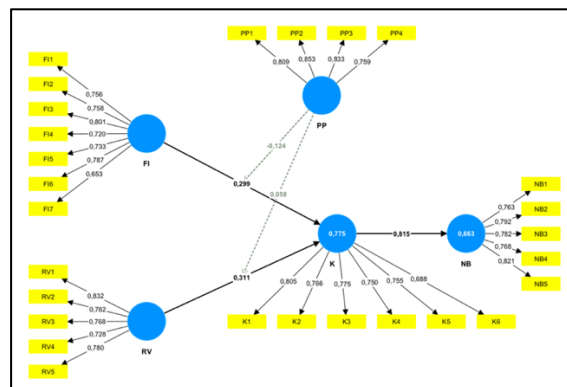 PP1 PP2 PP3 PP4
0,809 0,853 0,833 0,759
PP
FI1
FI2
FI3
FI4
FI5
FI6
FI7
0,756
0,758
0,801
0,720
0,733
0,787
0,653
FI
-0,124
0,058
0,299
0,311
0,775
K
0,815
0,663
NB
NB1
NB2
NB3
NB4
NB5
0,763
0,792
0,782
0,768
0,821
RV1
RV2
RV3
RV4
RV5
0,832
0,762
0,768
0,728
0,780
RV
0,805 0,766 0,775 0,750 0,755 0,688
K1 K2 K3 K4 K5 K6